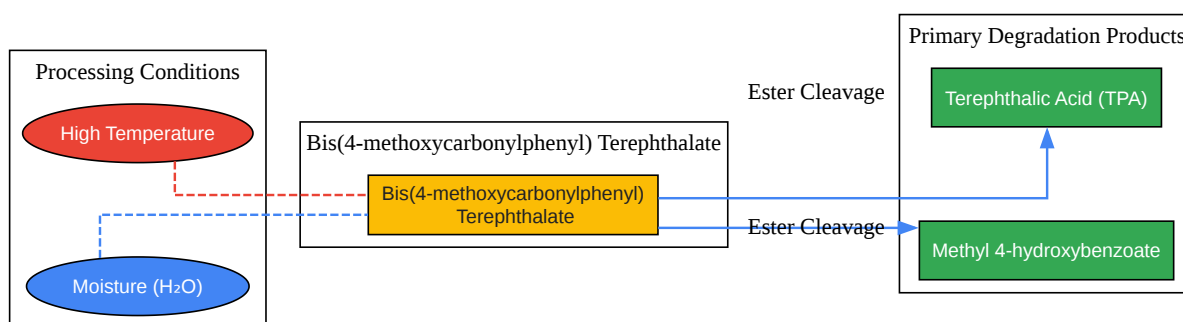 Processing Conditions
High Temperature
Moisture (H₂O)
Bis(4-methoxycarbonylphenyl) Terephthalate
Bis(4-methoxycarbonylphenyl)
Terephthalate
Ester Cleavage
Ester Cleavage
Primary Degradation Products
Terephthalic Acid (TPA)
Methyl 4-hydroxybenzoate